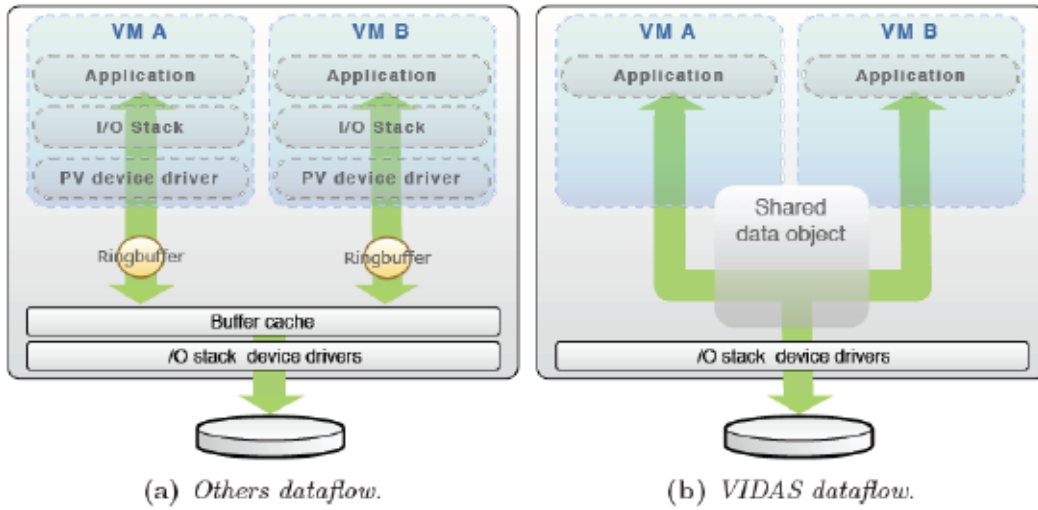 VM A
VM B
Application
Application
I/O Stack
I/O Stack
PV device driver
PV device driver
Ringbuffer
Ringbuffer
Buffer cache
/O stack device drivers
(a) Others dataflow.
VM A
VM B
Application
Application
Shared
data object
/O stack device drivers
(b) VIDAS dataflow.